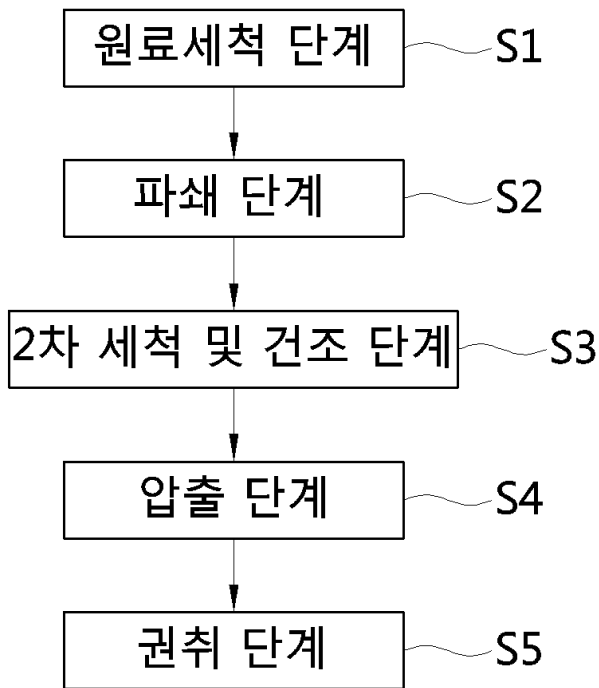 원료세척 단계 S1
파쇄 단계 S2
2차 세척 및 건조 단계 S3
압출 단계 S4
권취 단계 S5